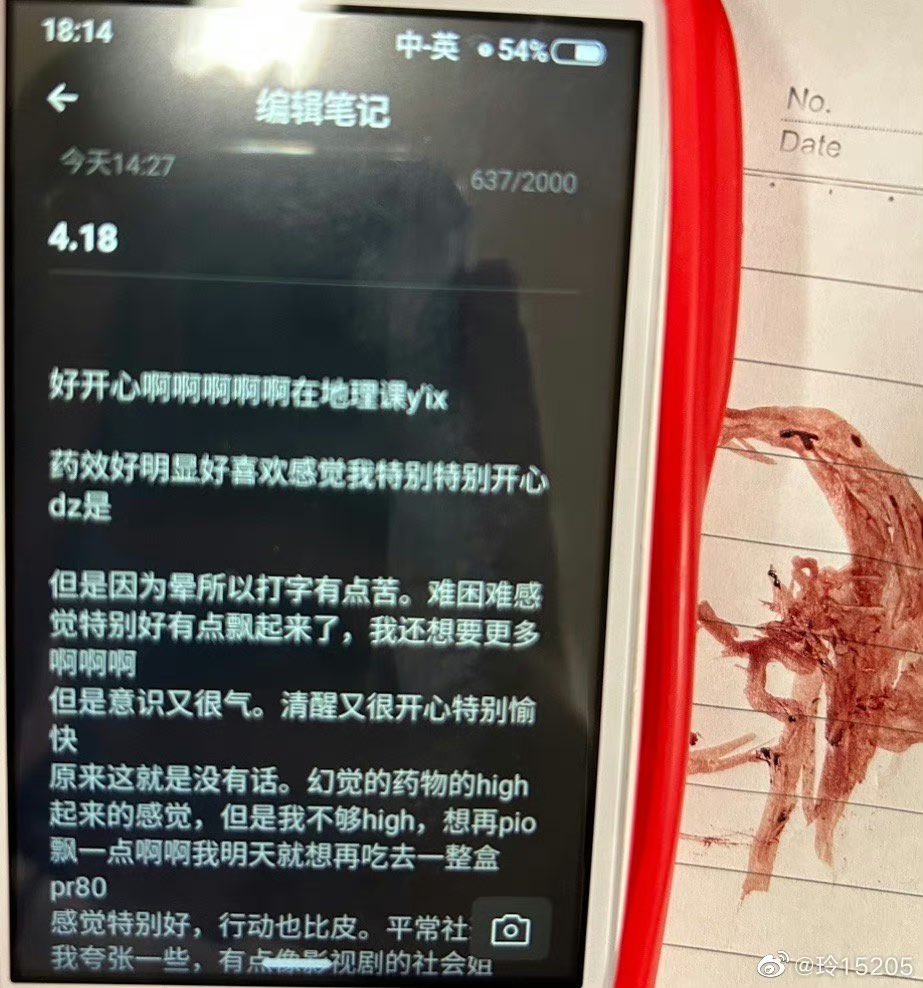 18:14
中-英 54%
编辑笔记
今天14:27
637/2000
4.18
好开心啊啊啊啊啊在地理课yix
药效好明显好喜欢感觉我特别特别开心
dz是
但是因为晕所以打字有点苦。难困难感
觉特别好有点飘起来了，我还想要更多
啊啊啊
但是意识又很气。清醒又很开心特别愉
快
原来这就是没有话。幻觉的药物的high
起来的感觉，但是我不够high，想再pio
飘一点啊啊我明天就想再吃去一整盒
pr80
感觉特别好，行动也比皮。平常社
我夸张一些，有点像影视剧的社会姐
No.
Date
@玲15205